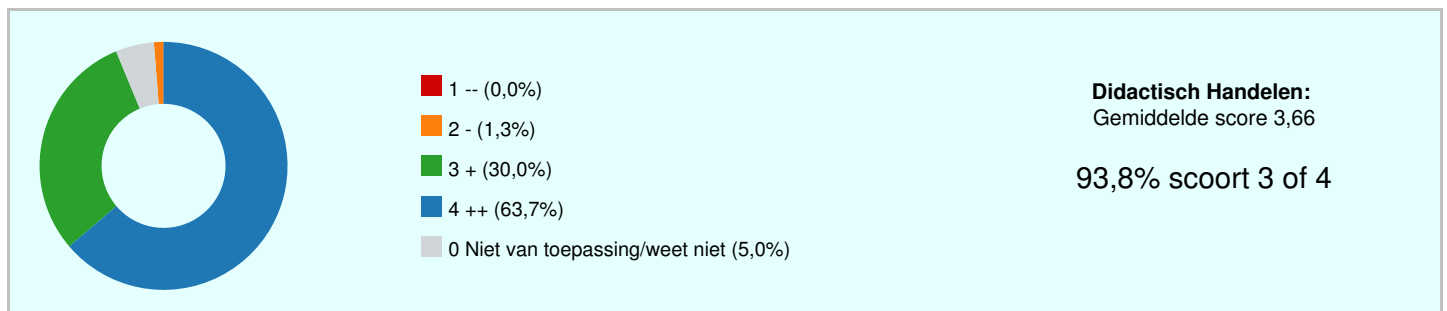 1 -- (0,0%)
2 - (1,3%)
3 + (30,0%)
4 ++ (63,7%)
0 Niet van toepassing/weet niet (5,0%)
Didactisch Handelen:
Gemiddelde score 3,66
93,8% scoort 3 of 4